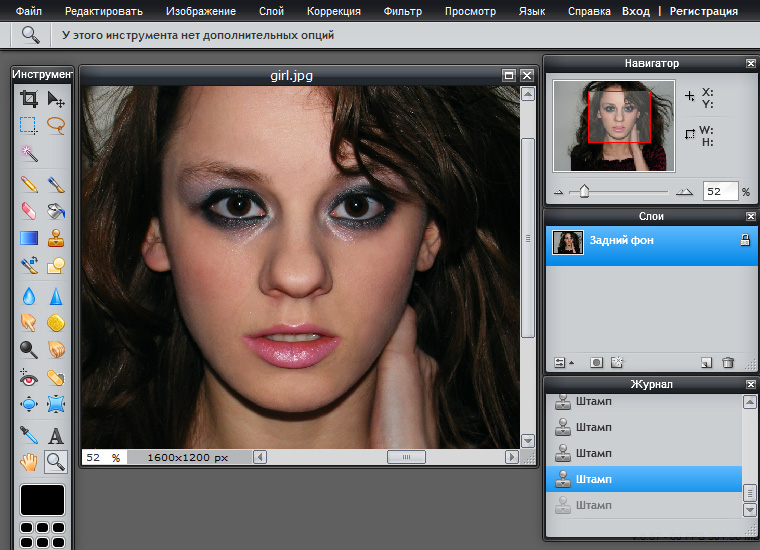 Файл Редактировать Изображение Слой Коррекция Фильтр Просмотр Язык Справка Вход | Регистрация
У этого инструмента нет дополнительных опций
Инструмент
girl.jpg
52 % 1600x1200 px
Навигатор
X:
Y:
W:
H:
52 %
Слои
Задний фон
Журнал
Штамп
Штамп
Штамп
Штамп
Штамп